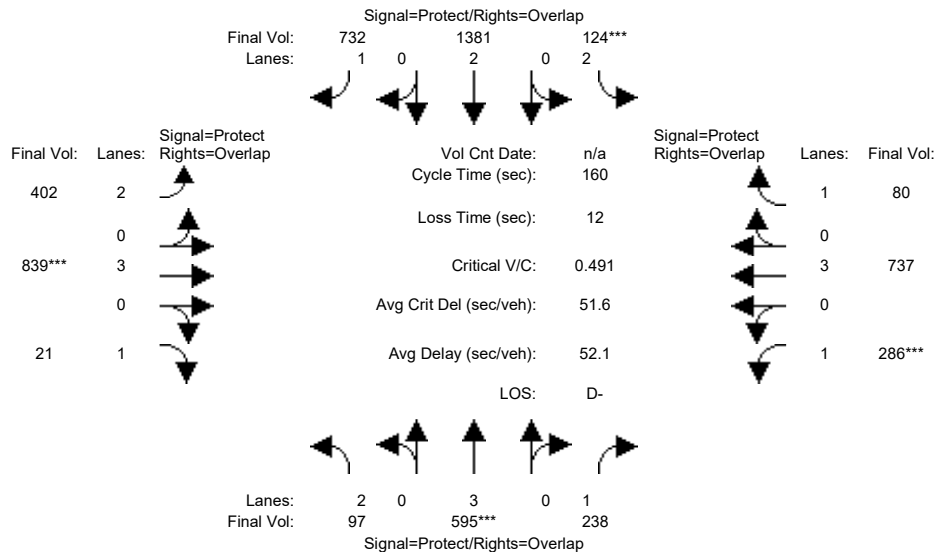 Signal=Protect/Rights=Overlap
Final Vol: 732 1381 124***
Lanes: 1 0 2 0 2
Signal=Protect
Final Vol: Lanes: Rights=Overlap
Vol Cnt Date: n/a
Signal=Protect
Rights=Overlap Lanes: Final Vol:
Cycle Time (sec): 160
402 2
1 80
Loss Time (sec): 12
0
0
839*** 3
Critical V/C: 0.491
3 737
0
Avg Crit Del (sec/veh): 51.6
0
21 1
Avg Delay (sec/veh): 52.1
1 286***
LOS: D-
Lanes: 2 0 3 0 1
Final Vol: 97 595*** 238
Signal=Protect/Rights=Overlap